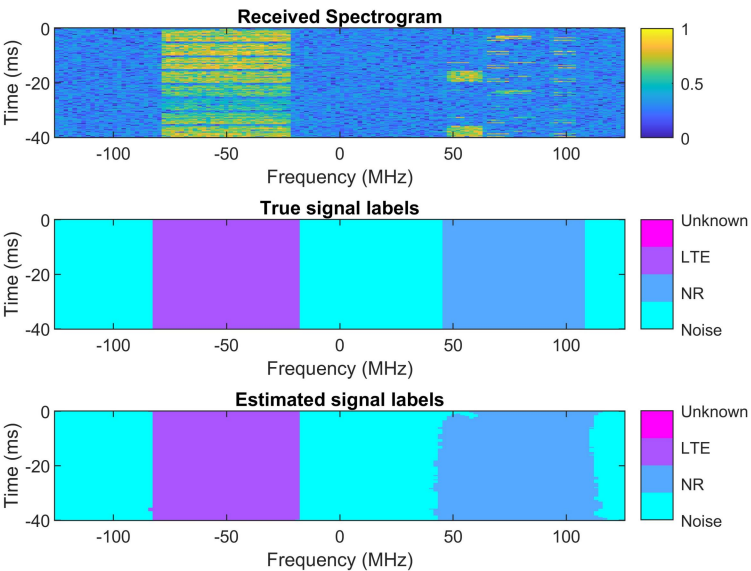 Received Spectrogram
0
-20
-40
Time (ms)
-100
-50
0
50
100
Frequency (MHz)
1
0.5
0
True signal labels
0
-20
-40
Time (ms)
-100
-50
0
50
100
Frequency (MHz)
Unknown
LTE
NR
Noise
Estimated signal labels
0
-20
-40
Time (ms)
-100
-50
0
50
100
Frequency (MHz)
Unknown
LTE
NR
Noise